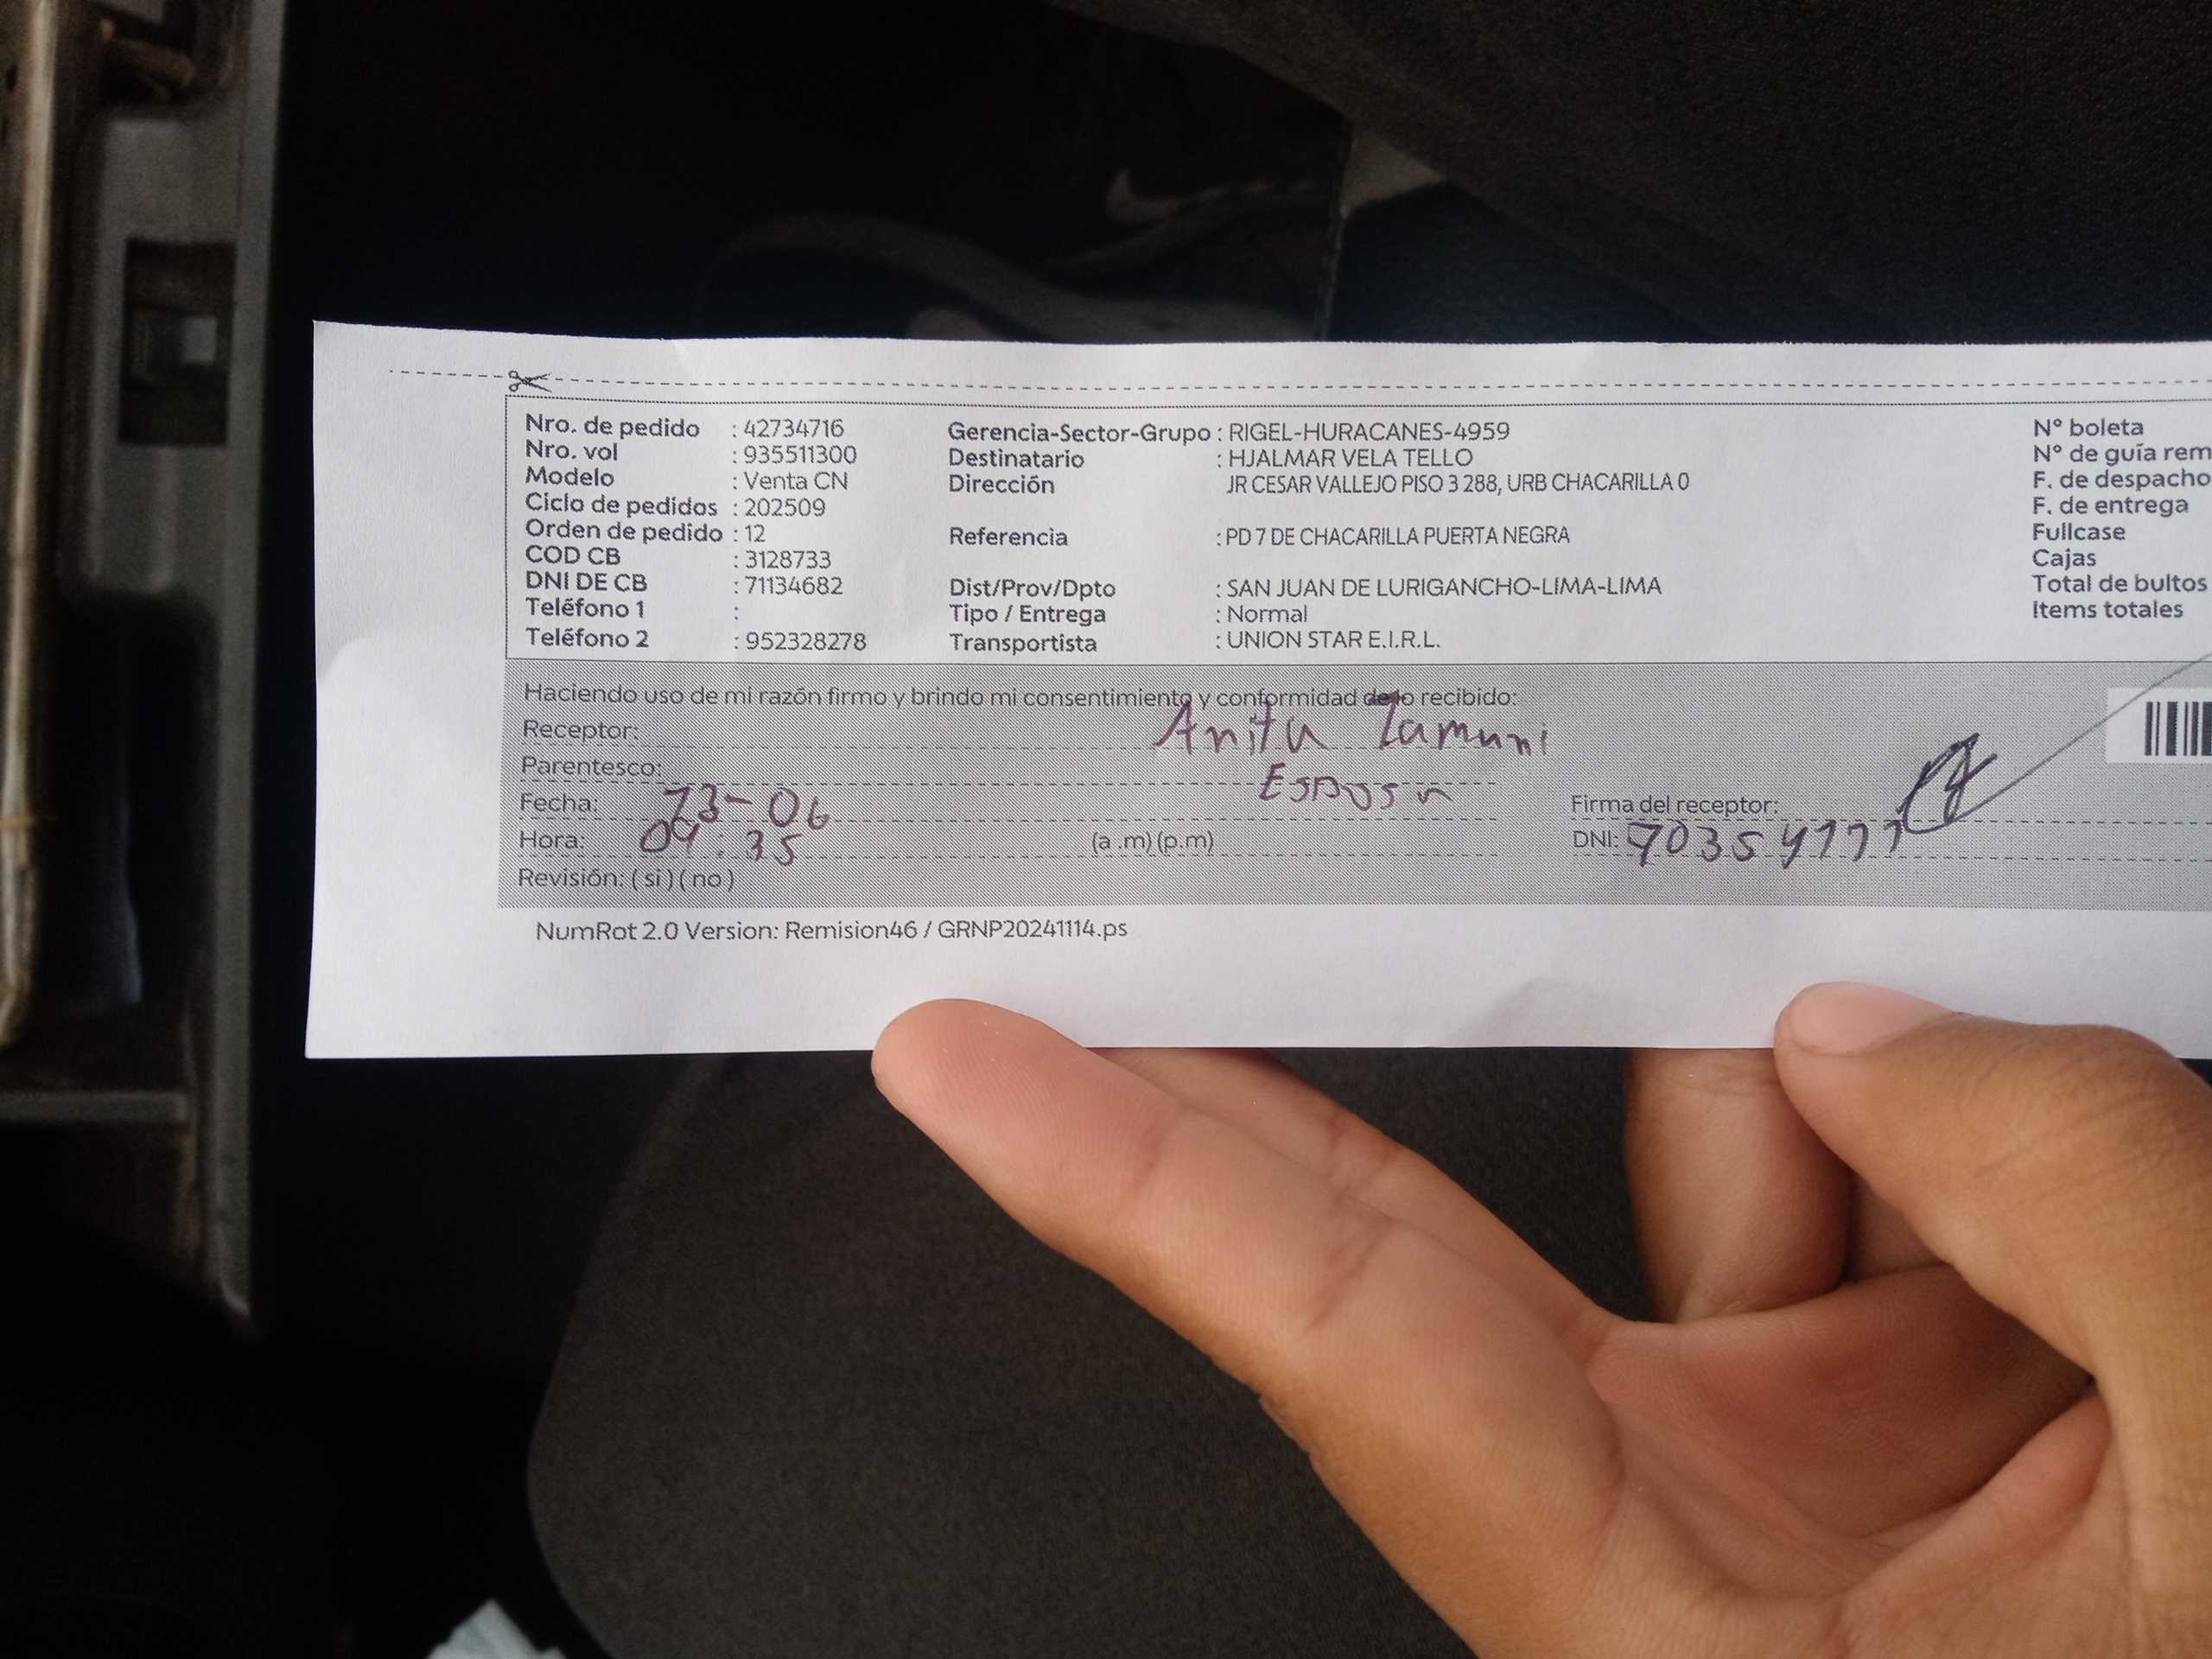 Nro. de pedido : 42734716
Nro. vol : 935511300
Modelo : Venta CN
Ciclo de pedidos : 202509
Orden de pedido : 12
COD CB : 3128733
DNI DE CB : 71134682
Teléfono 1 :
Teléfono 2 : 952328278
Gerencia-Sector-Grupo : RIGEL-HURACANES-4959
Destinatario : HJALMAR VELA TELLO
Dirección JR CESAR VALLEJO PISO 3 288, URB CHACARILLA 0
Referencia : PD 7 DE CHACARILLA PUERTA NEGRA
Dist/Prov/Dpto : SAN JUAN DE LURIGANCHO-LIMA-LIMA
Tipo / Entrega : Normal
Transportista : UNION STAR E.I.R.L.
N° boleta
N° de guía rem
F. de despacho
F. de entrega
Fullcase
Cajas
Total de bultos
Items totales
Haciendo uso de mi razón firmo y brindo mi consentimiento y conformidad de lo recibido:
Receptor: Anita
Parentesco: Esposa
Fecha: 23-06
Hora: 04:35 (a .m) (p.m)
Revisión: ( si ) ( no )
Firma del receptor:
DNI:
NumRot 2.0 Version: Remision46 / GRNP20241114.ps